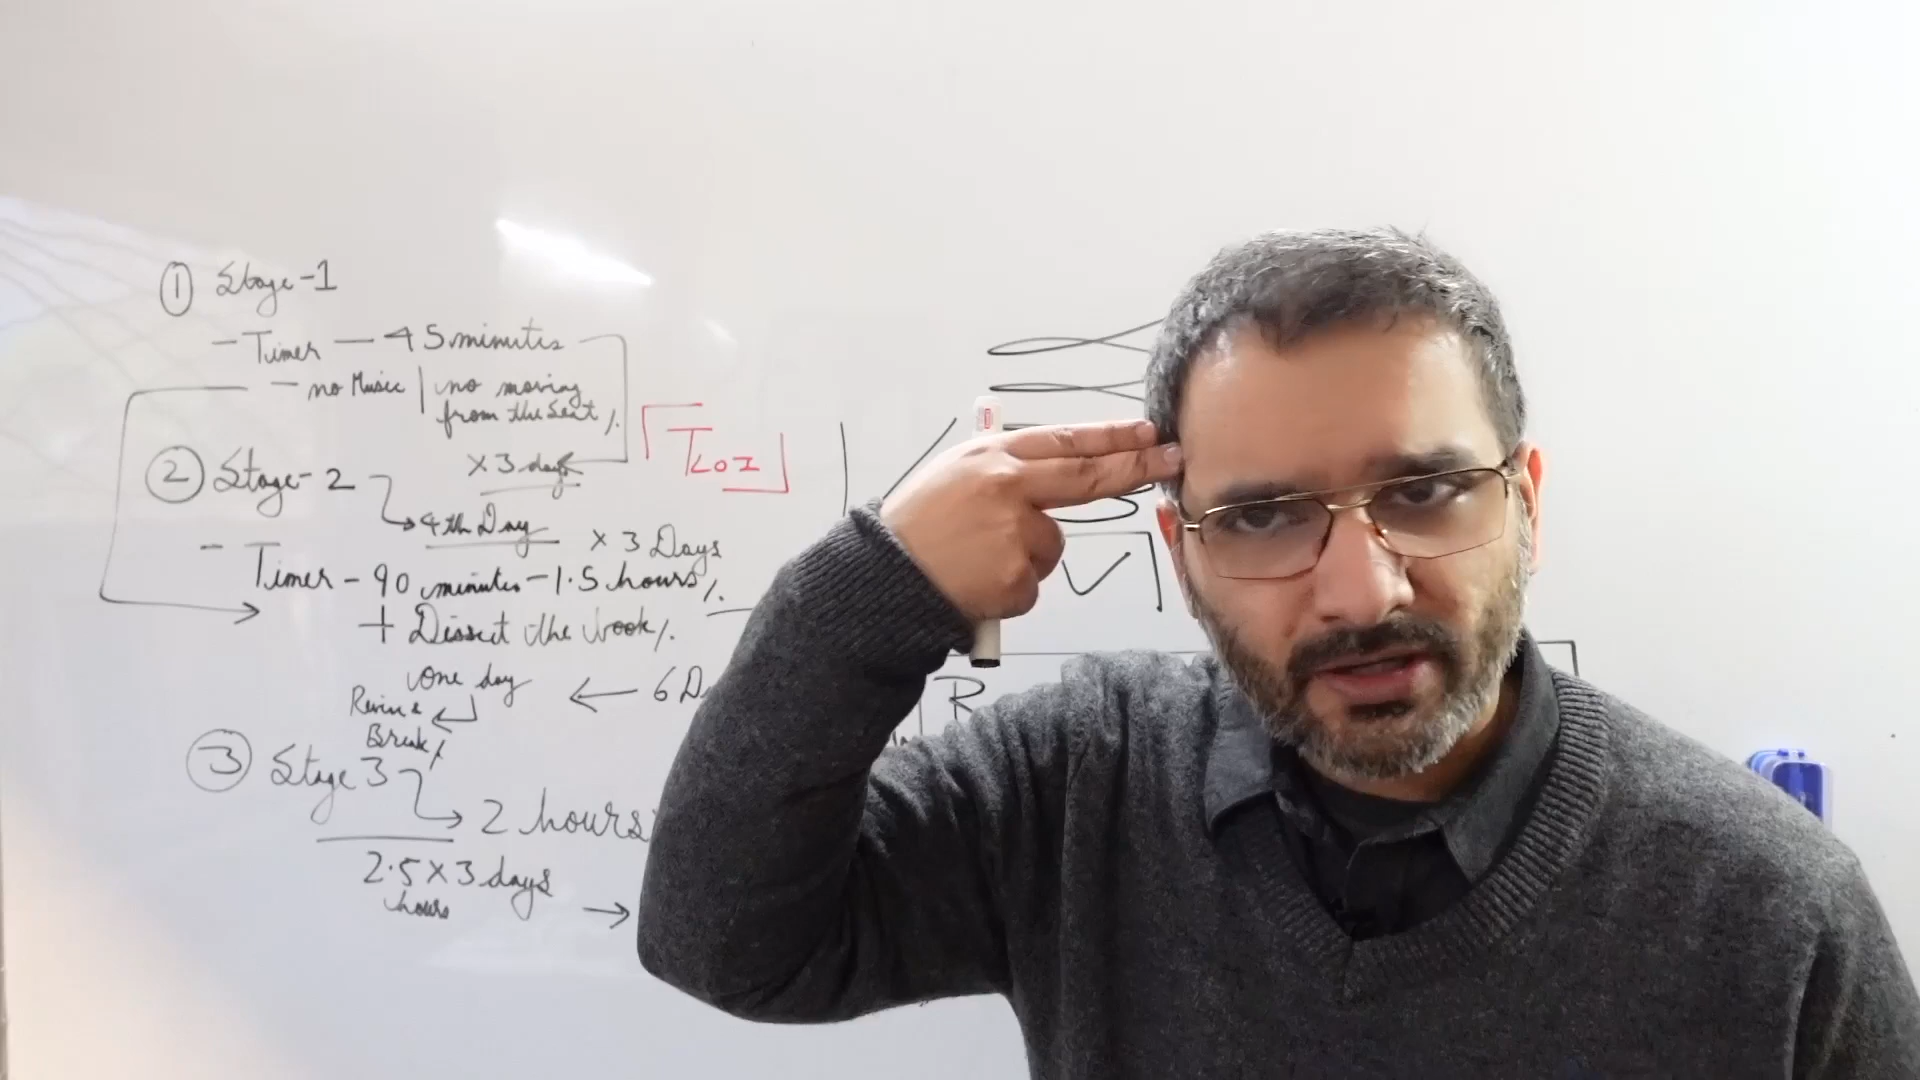 ① Stage-1
- Timer — 45 minutes
- no Music | no moving from the seat/.
× 3 days
TLOI
② Stage-2
4th Day × 3 Days
- Timer - 90 minutes - 1.5 hours/.
+ Dissect the book/.
one day ← 6 D
Revise &
Break/.
③ Stage 3
2 hours
2.5 × 3 days
hours
R